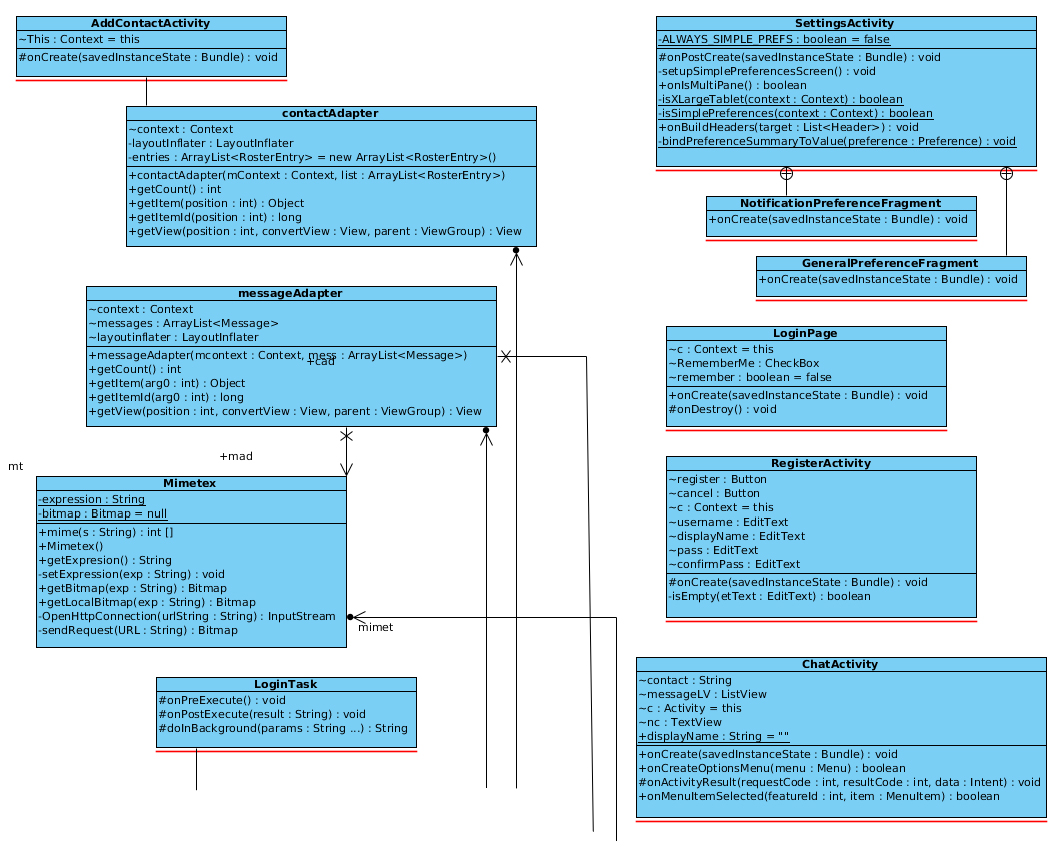 AddContactActivity
~This : Context = this
#onCreate(savedInstanceState : Bundle) : void
contactAdapter
~context : Context
-layoutInflater : LayoutInflater
-entries : ArrayList<RosterEntry> = new ArrayList<RosterEntry>()
+contactAdapter(mContext : Context, list : ArrayList<RosterEntry>)
+getCount() : int
+getItem(position : int) : Object
+getItemId(position : int) : long
+getView(position : int, convertView : View, parent : ViewGroup) : View
messageAdapter
~context : Context
~messages : ArrayList<Message>
~layoutinflater : LayoutInflater
+messageAdapter(mcontext : Context, mess : ArrayList<Message>)
+cad
+getCount() : int
+getItem(arg0 : int) : Object
+getItemId(arg0 : int) : long
+getView(position : int, convertView : View, parent : ViewGroup) : View
+mad
mt
Mimetex
-expression : String
-bitmap : Bitmap = null
+mime(s : String) : int []
+Mimetex()
+getExpresion() : String
-setExpression(exp : String) : void
+getBitmap(exp : String) : Bitmap
+getLocalBitmap(exp : String) : Bitmap
-OpenHttpConnection(urlString : String) : InputStream
-sendRequest(URL : String) : Bitmap
mimet
LoginTask
#onPreExecute() : void
#onPostExecute(result : String) : void
#doInBackground(params : String ...) : String
SettingsActivity
-ALWAYS_SIMPLE_PREFS : boolean = false
#onPostCreate(savedInstanceState : Bundle) : void
-setupSimplePreferencesScreen() : void
+onIsMultiPane() : boolean
-isXLargeTablet(context : Context) : boolean
-isSimplePreferences(context : Context) : boolean
+onBuildHeaders(target : List<Header>) : void
-bindPreferenceSummaryToValue(preference : Preference) : void
NotificationPreferenceFragment
+onCreate(savedInstanceState : Bundle) : void
GeneralPreferenceFragment
+onCreate(savedInstanceState : Bundle) : void
LoginPage
~c : Context = this
~RememberMe : CheckBox
~remember : boolean = false
+onCreate(savedInstanceState : Bundle) : void
#onDestroy() : void
RegisterActivity
~register : Button
~cancel : Button
~c : Context = this
~username : EditText
~displayName : EditText
~pass : EditText
~confirmPass : EditText
#onCreate(savedInstanceState : Bundle) : void
-isEmpty(etText : EditText) : boolean
ChatActivity
~contact : String
~messageLV : ListView
~c : Activity = this
~nc : TextView
+displayName : String = ""
+onCreate(savedInstanceState : Bundle) : void
+onCreateOptionsMenu(menu : Menu) : boolean
#onActivityResult(requestCode : int, resultCode : int, data : Intent) : void
+onMenuItemSelected(featureId : int, item : MenuItem) : boolean